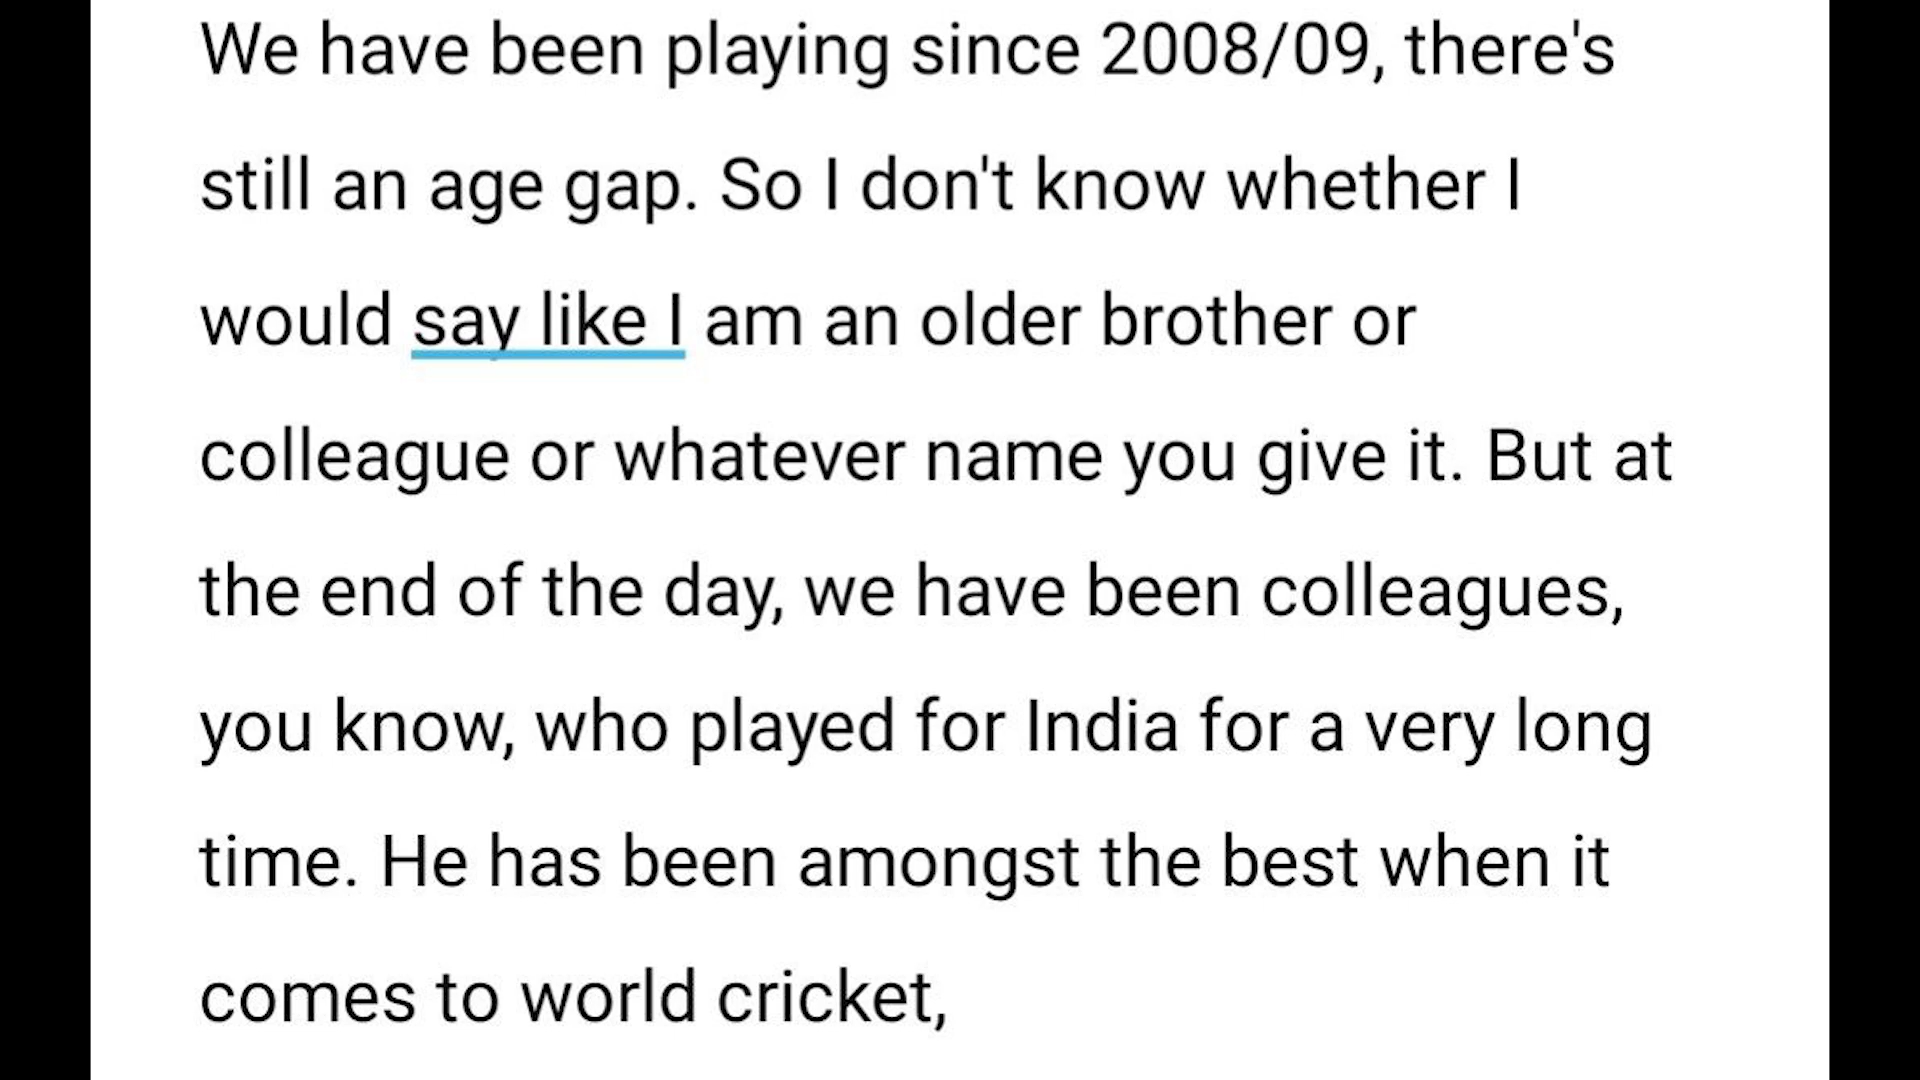 We have been playing since 2008/09, there's
still an age gap. So I don't know whether I
would say like I am an older brother or
colleague or whatever name you give it. But at
the end of the day, we have been colleagues,
you know, who played for India for a very long
time. He has been amongst the best when it
comes to world cricket,